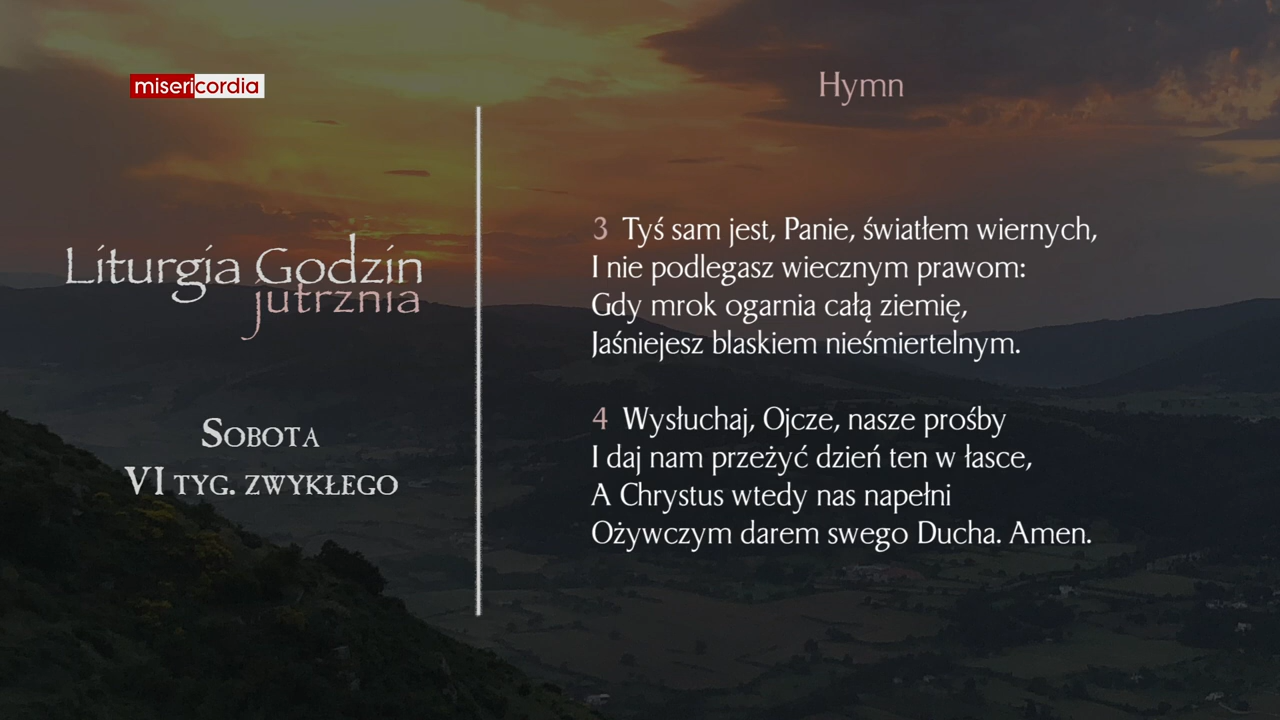 misericordia
Liturgia Godzin
jutrznia
Sobota
VI tyg. zwykłego
Hymn
3 Tyś sam jest, Panie, światłem wiernych,
I nie podlegasz wiecznym prawom:
Gdy mrok ogarnia całą ziemię,
Jaśniejesz blaskiem nieśmiertelnym.
4 Wysłuchaj, Ojcze, nasze prośby
I daj nam przeżyć dzień ten w łasce,
A Chrystus wtedy nas napełni
Ożywczym darem swego Ducha. Amen.